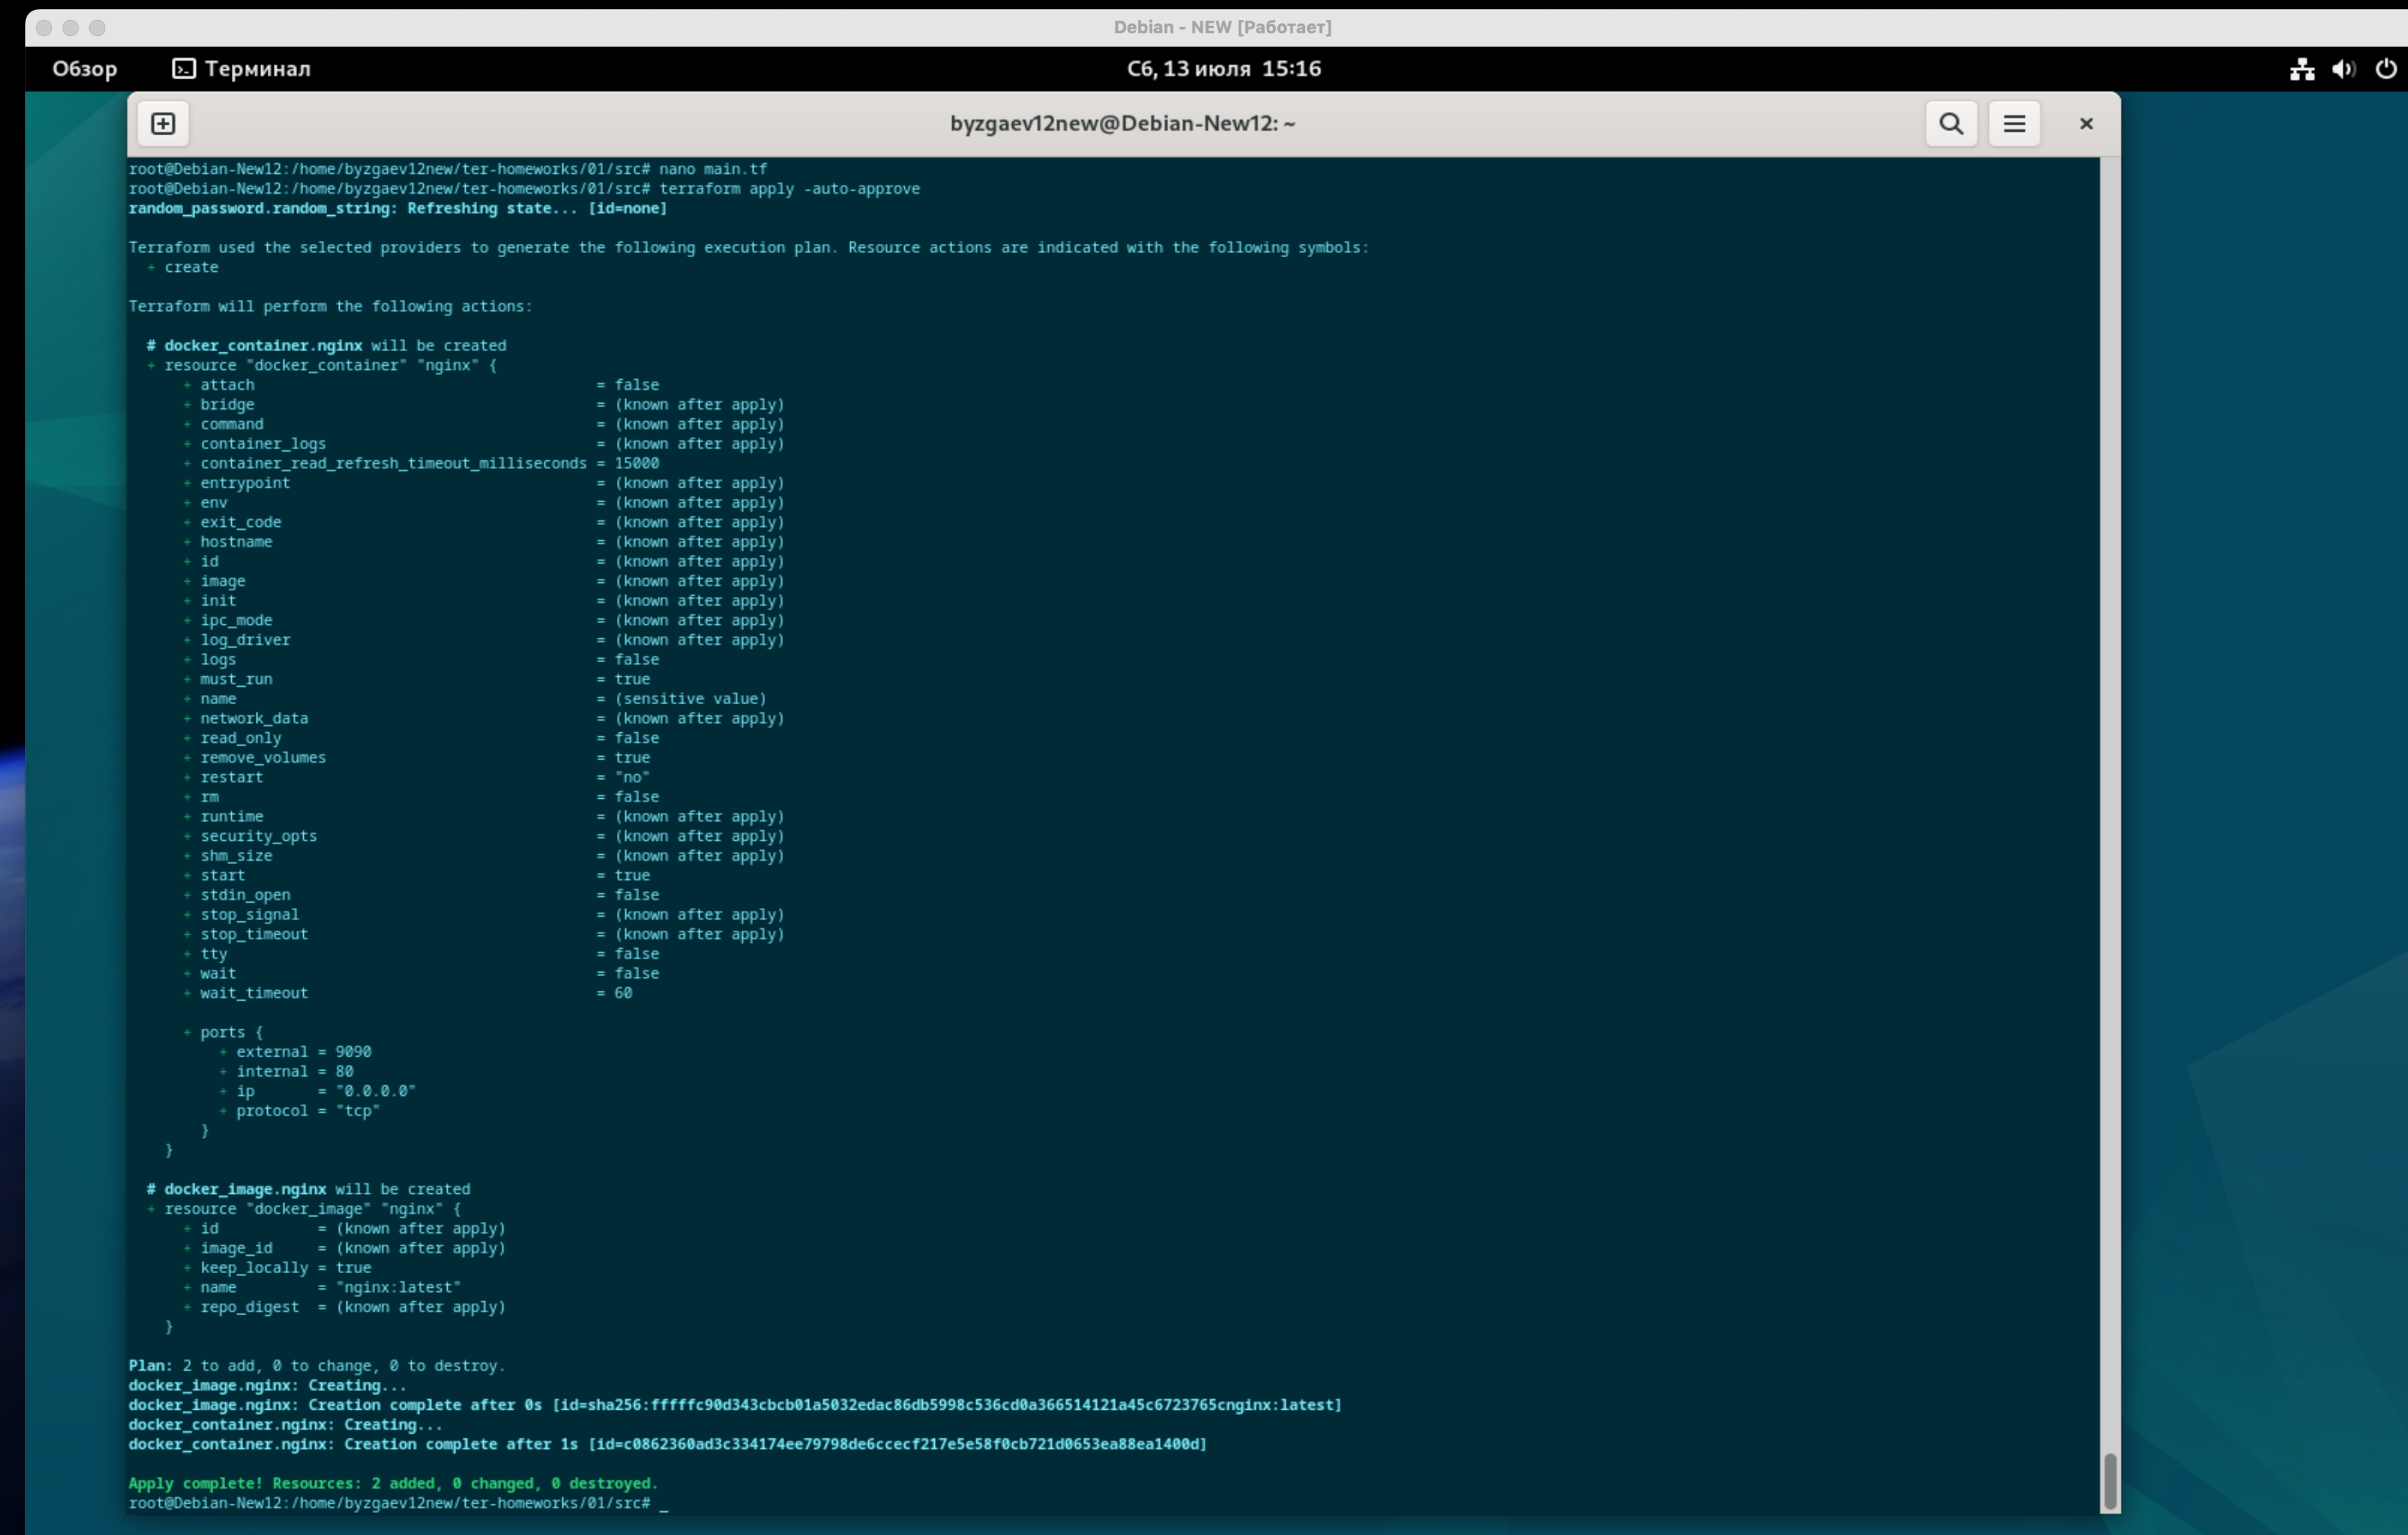 Debian - NEW [Работает]
Обзор Терминал Сб, 13 июля 15:16
byzgaev12new@Debian-New12: ~
root@Debian-New12:/home/byzgaev12new/ter-homeworks/01/src# nano main.tf
root@Debian-New12:/home/byzgaev12new/ter-homeworks/01/src# terraform apply -auto-approve
random_password.random_string: Refreshing state... [id=none]
Terraform used the selected providers to generate the following execution plan. Resource actions are indicated with the following symbols:
+ create
Terraform will perform the following actions:
# docker_container.nginx will be created
+ resource "docker_container" "nginx" {
+ attach = false
+ bridge = (known after apply)
+ command = (known after apply)
+ container_logs = (known after apply)
+ container_read_refresh_timeout_milliseconds = 15000
+ entrypoint = (known after apply)
+ env = (known after apply)
+ exit_code = (known after apply)
+ hostname = (known after apply)
+ id = (known after apply)
+ image = (known after apply)
+ init = (known after apply)
+ ipc_mode = (known after apply)
+ log_driver = (known after apply)
+ logs = false
+ must_run = true
+ name = (sensitive value)
+ network_data = (known after apply)
+ read_only = false
+ remove_volumes = true
+ restart = "no"
+ rm = false
+ runtime = (known after apply)
+ security_opts = (known after apply)
+ shm_size = (known after apply)
+ start = true
+ stdin_open = false
+ stop_signal = (known after apply)
+ stop_timeout = (known after apply)
+ tty = false
+ wait = false
+ wait_timeout = 60
+ ports {
+ external = 9090
+ internal = 80
+ ip = "0.0.0.0"
+ protocol = "tcp"
}
}
# docker_image.nginx will be created
+ resource "docker_image" "nginx" {
+ id = (known after apply)
+ image_id = (known after apply)
+ keep_locally = true
+ name = "nginx:latest"
+ repo_digest = (known after apply)
}
Plan: 2 to add, 0 to change, 0 to destroy.
docker_image.nginx: Creating...
docker_image.nginx: Creation complete after 0s [id=sha256:fffffc90d343cbcb01a5032edac86db5998c536cd0a366514121a45c6723765cnginx:latest]
docker_container.nginx: Creating...
docker_container.nginx: Creation complete after 1s [id=c0862360ad3c334174ee79798de6ccecf217e5e58f0cb721d0653ea88ea1400d]
Apply complete! Resources: 2 added, 0 changed, 0 destroyed.
root@Debian-New12:/home/byzgaev12new/ter-homeworks/01/src# _